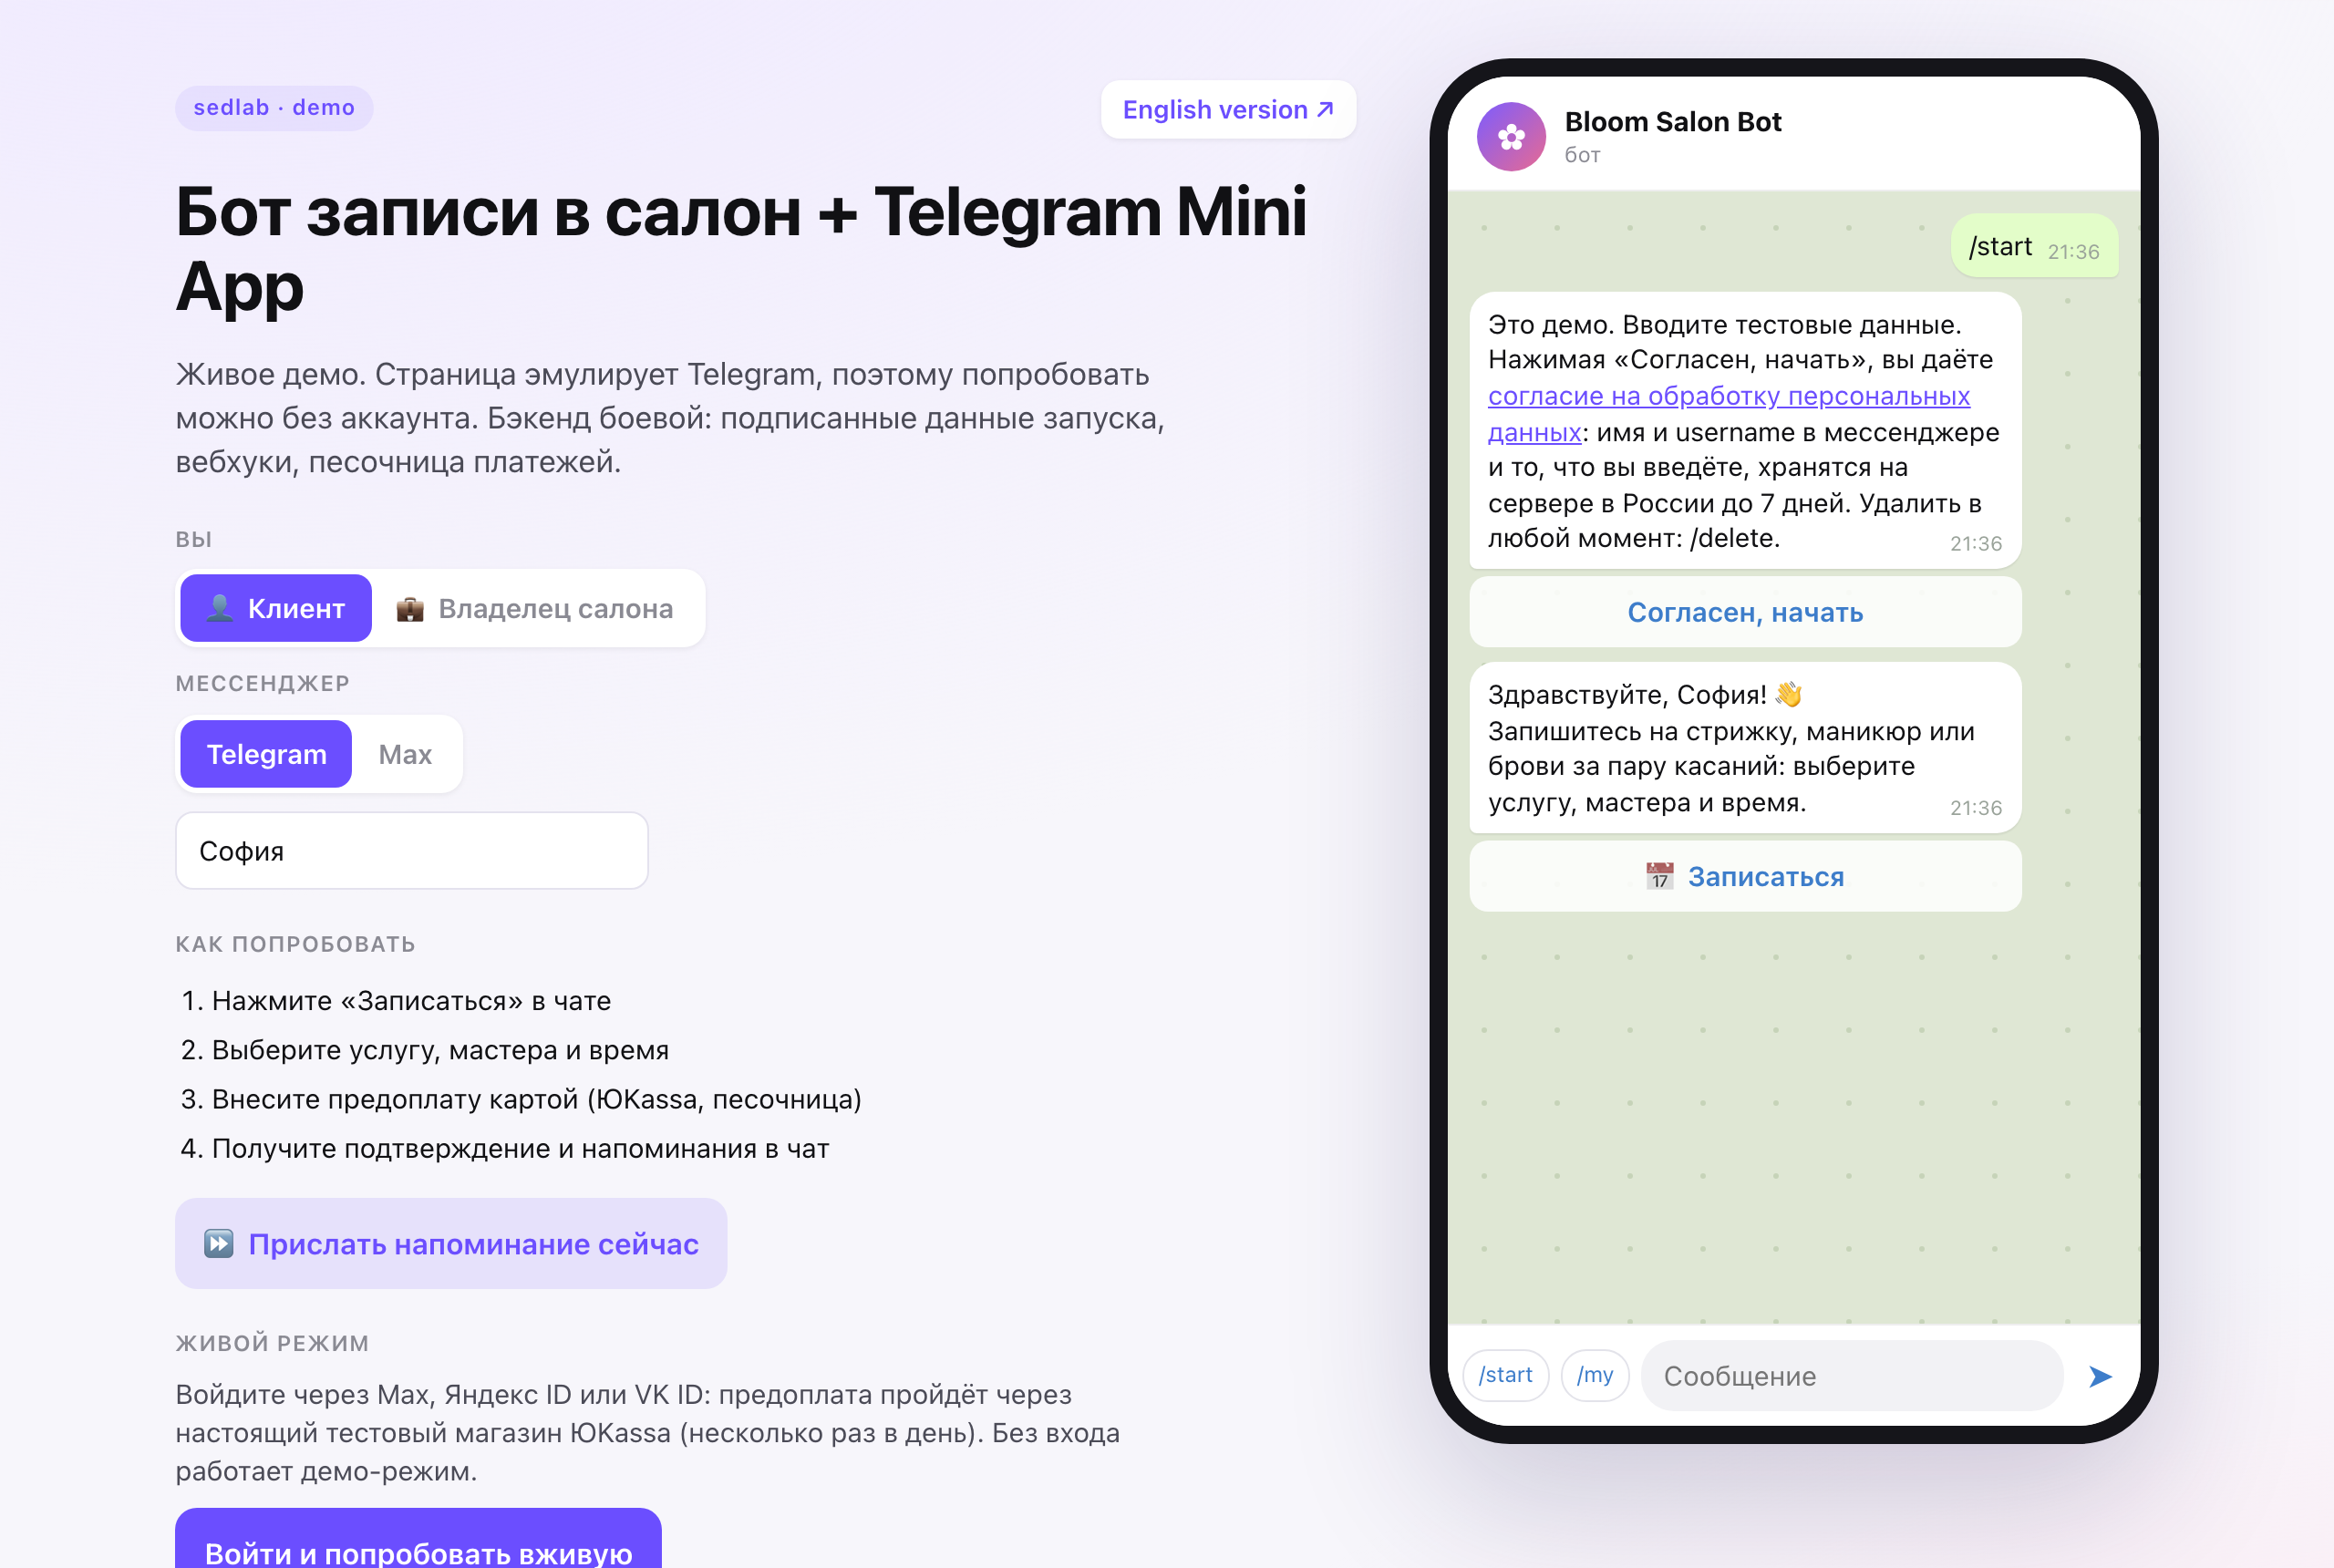 sedlab · demo
English version ↗
Бот записи в салон + Telegram Mini
App
Живое демо. Страница эмулирует Telegram, поэтому попробовать
можно без аккаунта. Бэкенд боевой: подписанные данные запуска,
вебхуки, песочница платежей.
ВЫ
👤 Клиент
💼 Владелец салона
МЕССЕНДЖЕР
Telegram
Max
София
КАК ПОПРОБОВАТЬ
1. Нажмите «Записаться» в чате
2. Выберите услугу, мастера и время
3. Внесите предоплату картой (ЮKassa, песочница)
4. Получите подтверждение и напоминания в чат
⏩ Прислать напоминание сейчас
ЖИВОЙ РЕЖИМ
Войдите через Max, Яндекс ID или VK ID: предоплата пройдёт через
настоящий тестовый магазин ЮKassa (несколько раз в день). Без входа
работает демо-режим.
Войти и попробовать вживую
Bloom Salon Bot
бот
/start 21:36
Это демо. Вводите тестовые данные.
Нажимая «Согласен, начать», вы даёте
согласие на обработку персональных
данных: имя и username в мессенджере
и то, что вы введёте, хранятся на
сервере в России до 7 дней. Удалить в
любой момент: /delete. 21:36
Согласен, начать
Здравствуйте, София! 👋
Запишитесь на стрижку, маникюр или
брови за пару касаний: выберите
услугу, мастера и время. 21:36
📅 Записаться
/start
/my
Сообщение